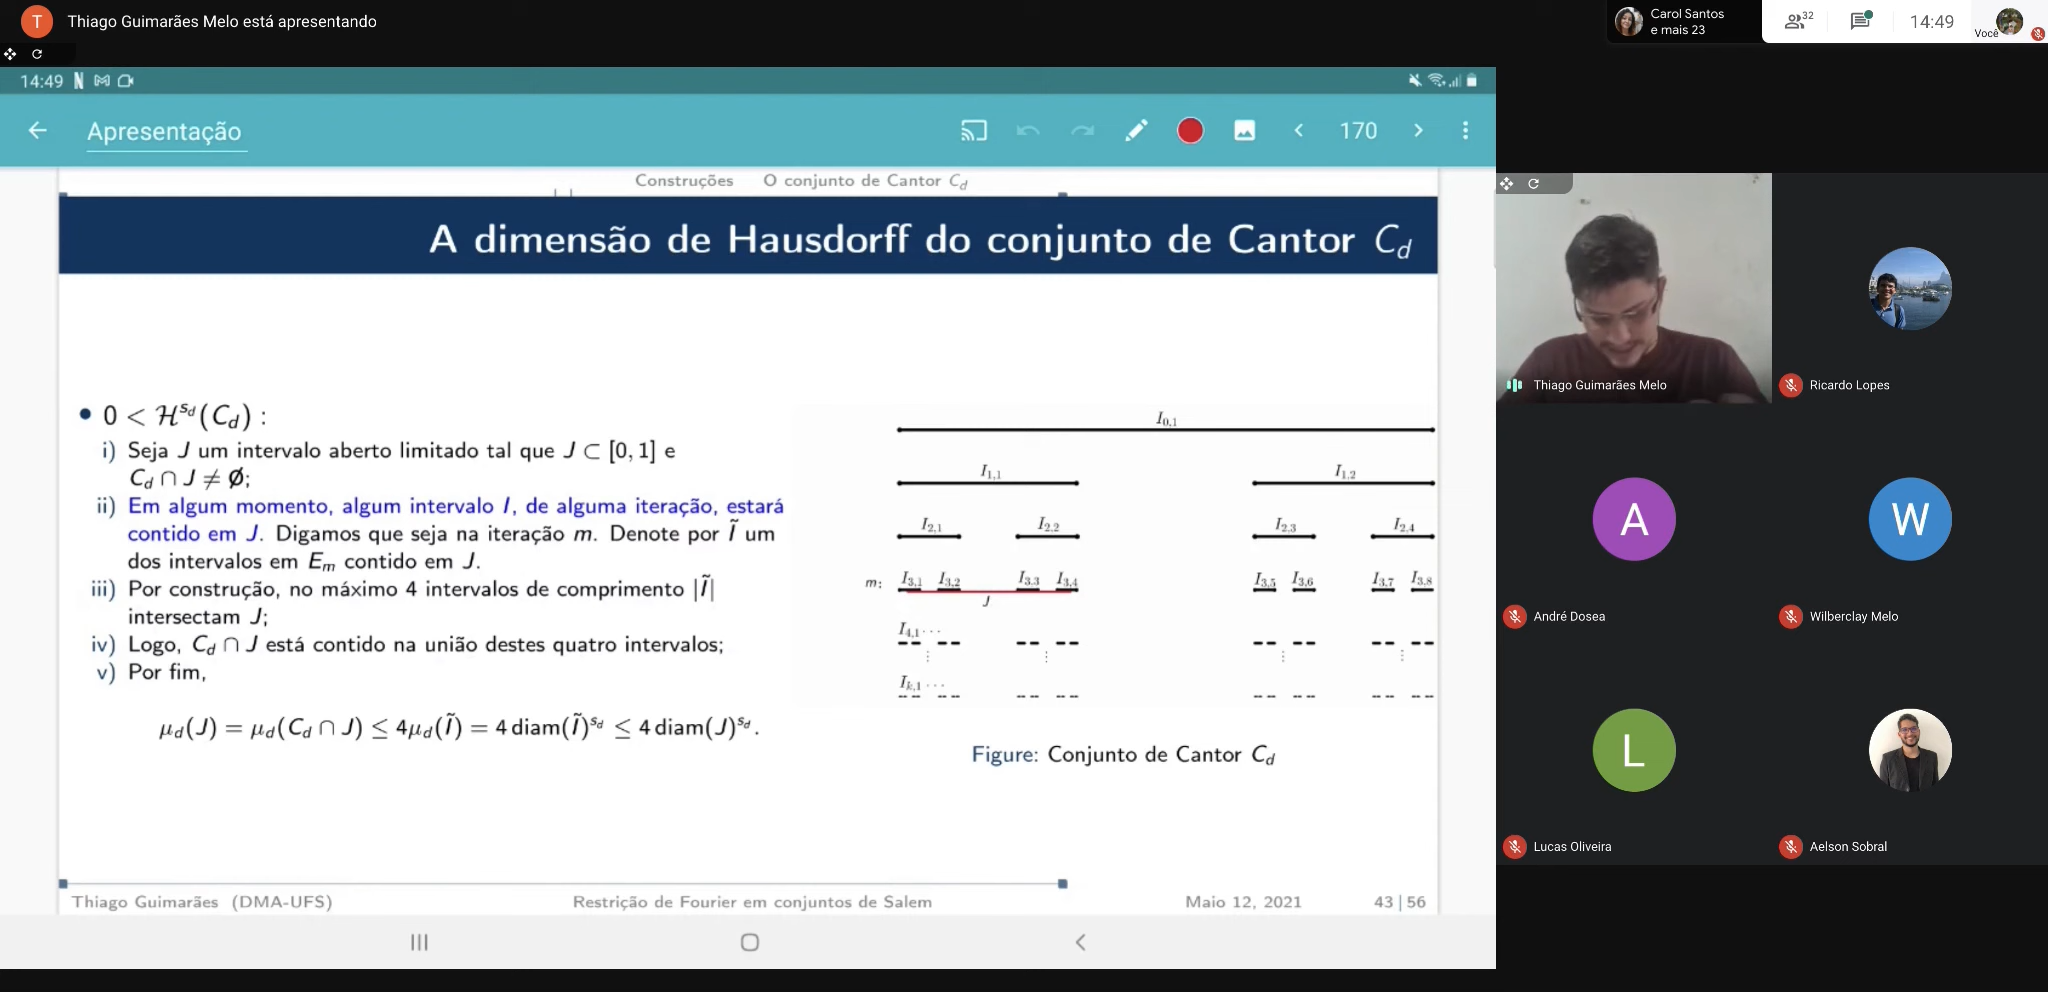 T Thiago Guimarães Melo está apresentando
Carol Santos
e mais 23
32
14:49
Você
14:49
Apresentação
170
Construções O conjunto de Cantor C_d
A dimensão de Hausdorff do conjunto de Cantor C_d
• 0 < ℋ^{s_d}(C_d) :
i) Seja J um intervalo aberto limitado tal que J ⊂ [0, 1] e
C_d ∩ J ≠ Ø;
ii) Em algum momento, algum intervalo I, de alguma iteração, estará
contido em J. Digamos que seja na iteração m. Denote por Ĩ um
dos intervalos em E_m contido em J.
iii) Por construção, no máximo 4 intervalos de comprimento |Ĩ|
intersectam J;
iv) Logo, C_d ∩ J está contido na união destes quatro intervalos;
v) Por fim,
μ_d(J) = μ_d(C_d ∩ J) ≤ 4μ_d(Ĩ) = 4 diam(Ĩ)^{s_d} ≤ 4 diam(J)^{s_d}.
I_{0,1}
I_{1,1} I_{1,2}
I_{2,1} I_{2,2} I_{2,3} I_{2,4}
m: I_{3,1} I_{3,2} I_{3,3} I_{3,4} I_{3,5} I_{3,6} I_{3,7} I_{3,8}
J
I_{4,1} ···
I_{k,1} ···
Figure: Conjunto de Cantor C_d
Thiago Guimarães (DMA-UFS) Restrição de Fourier em conjuntos de Salem Maio 12, 2021 43 | 56
Thiago Guimarães Melo
Ricardo Lopes
A
André Dosea
W
Wilberclay Melo
L
Lucas Oliveira
Aelson Sobral